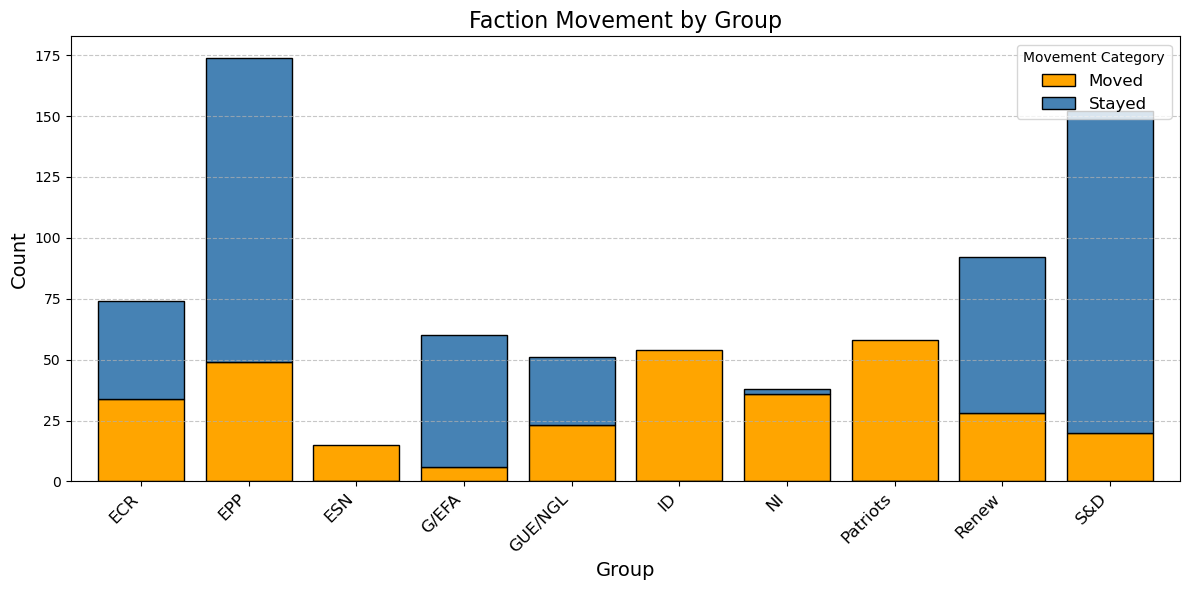 Faction Movement by Group
Movement Category
Moved
Stayed
Count
175
150
125
100
75
50
25
0
ECR
EPP
ESN
G/EFA
GUE/NGL
ID
NI
Patriots
Renew
S&D
Group